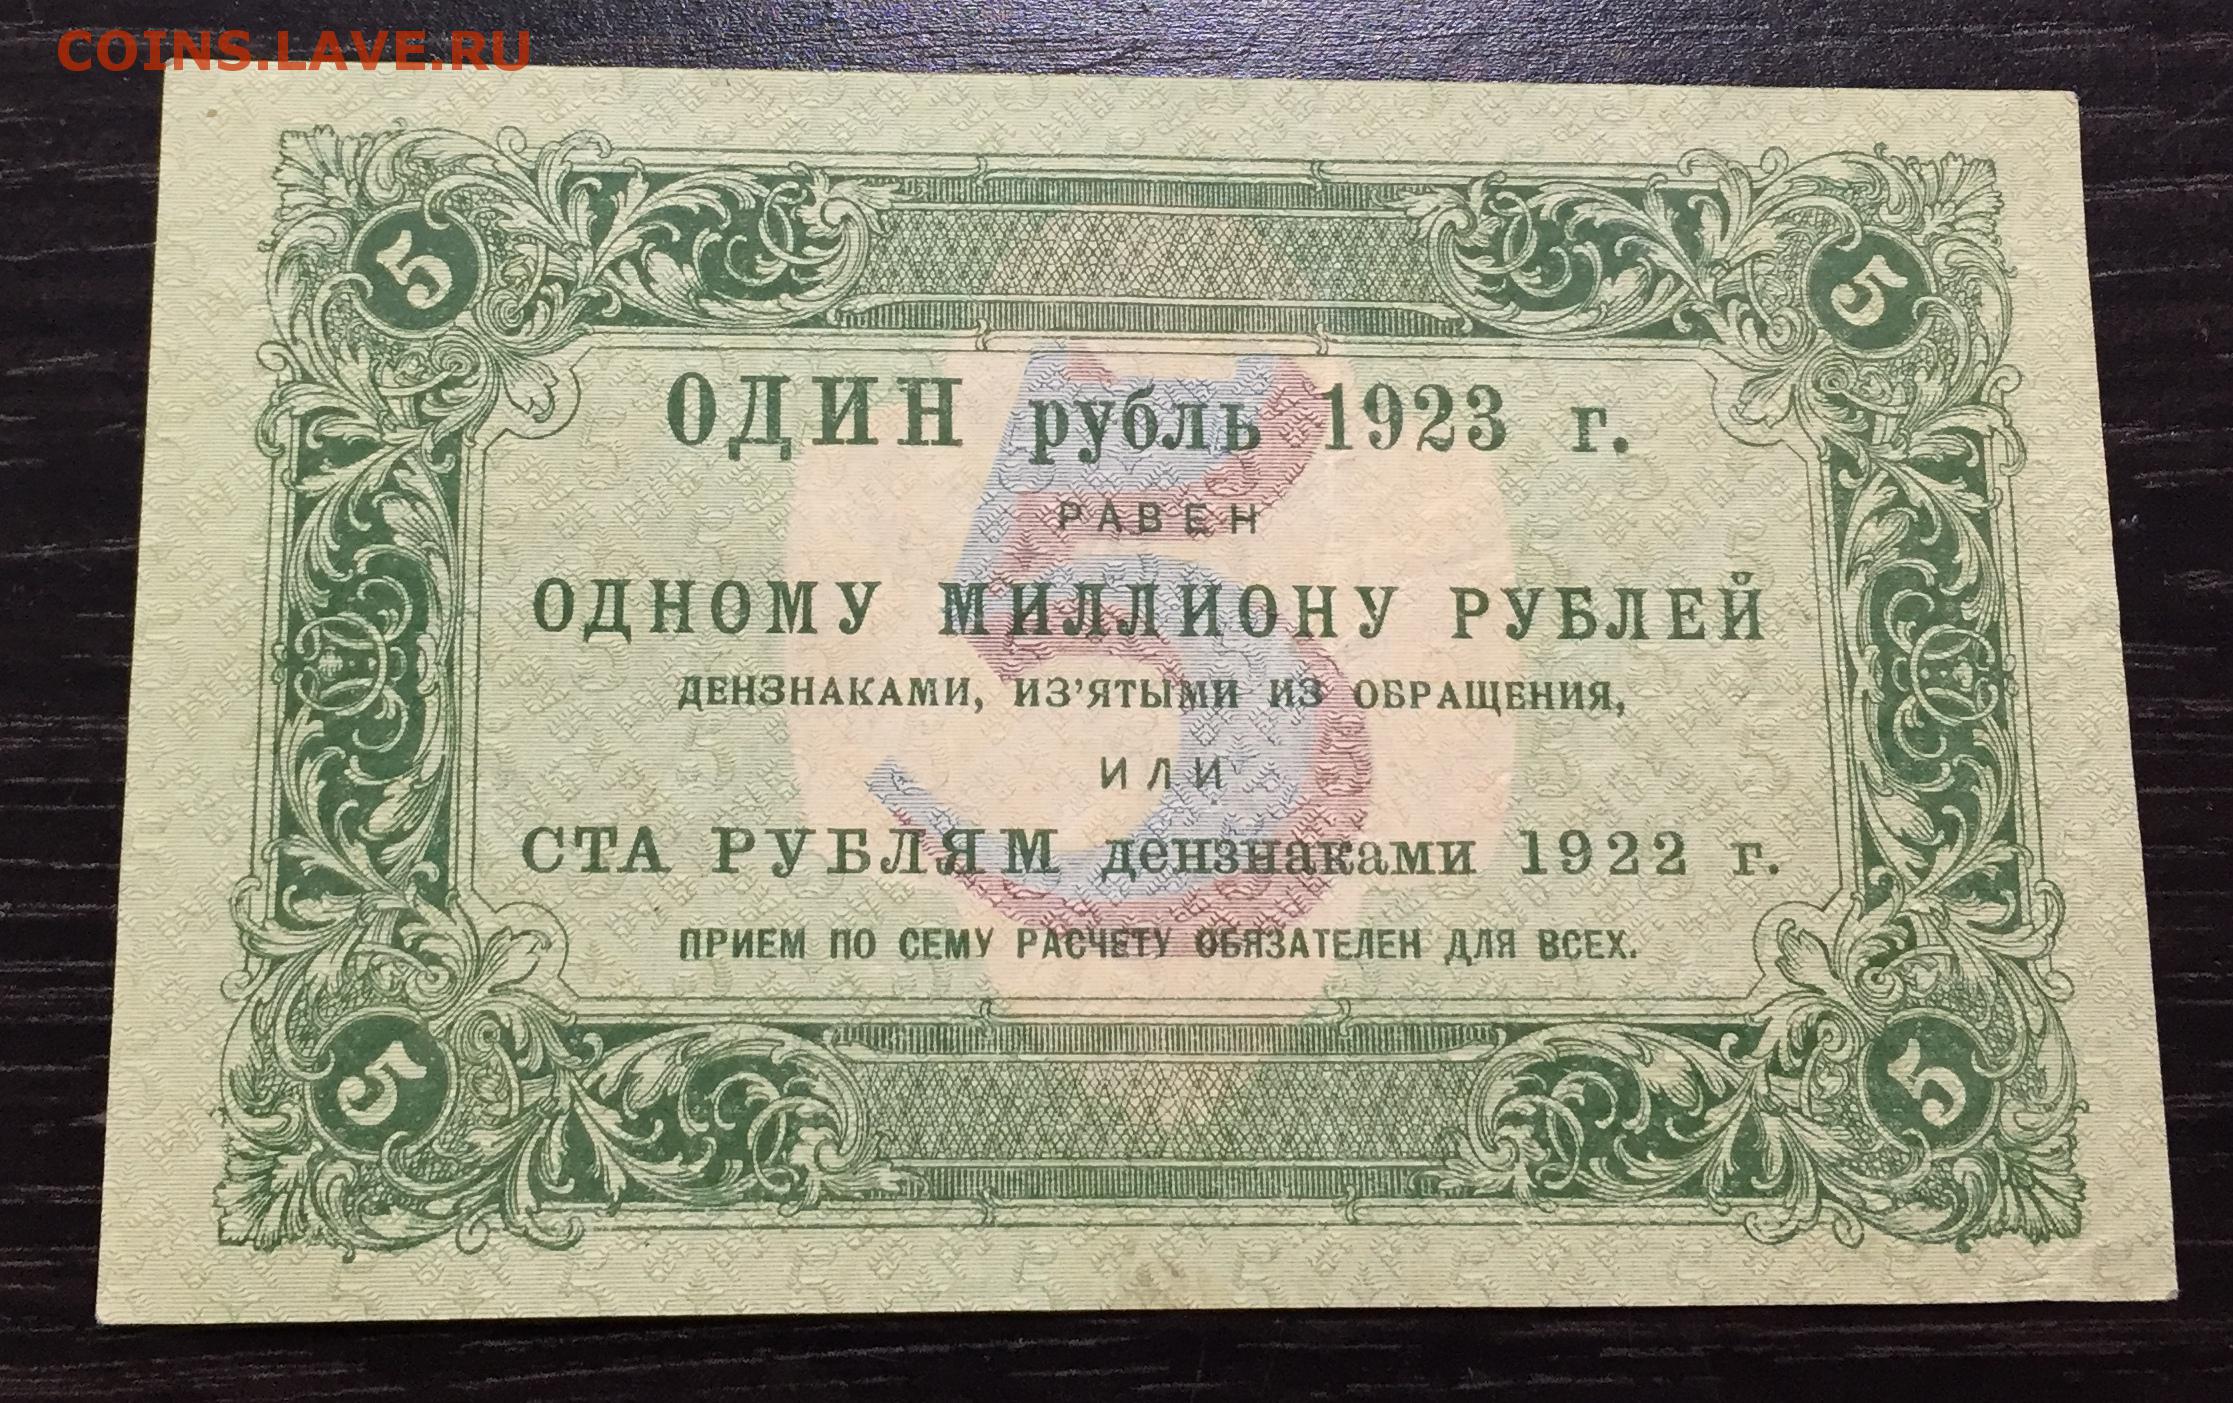 COINS.LAVE.RU
5 5
ОДИН рубль 1923 г.
РАВЕН
ОДНОМУ МИЛЛИОНУ РУБЛЕЙ
ДЕНЗНАКАМИ, ИЗ'ЯТЫМИ ИЗ ОБРАЩЕНИЯ,
ИЛИ
СТА РУБЛЯМ дензнаками 1922 г.
ПРИЕМ ПО СЕМУ РАСЧЕТУ ОБЯЗАТЕЛЕН ДЛЯ ВСЕХ.
5
5 5